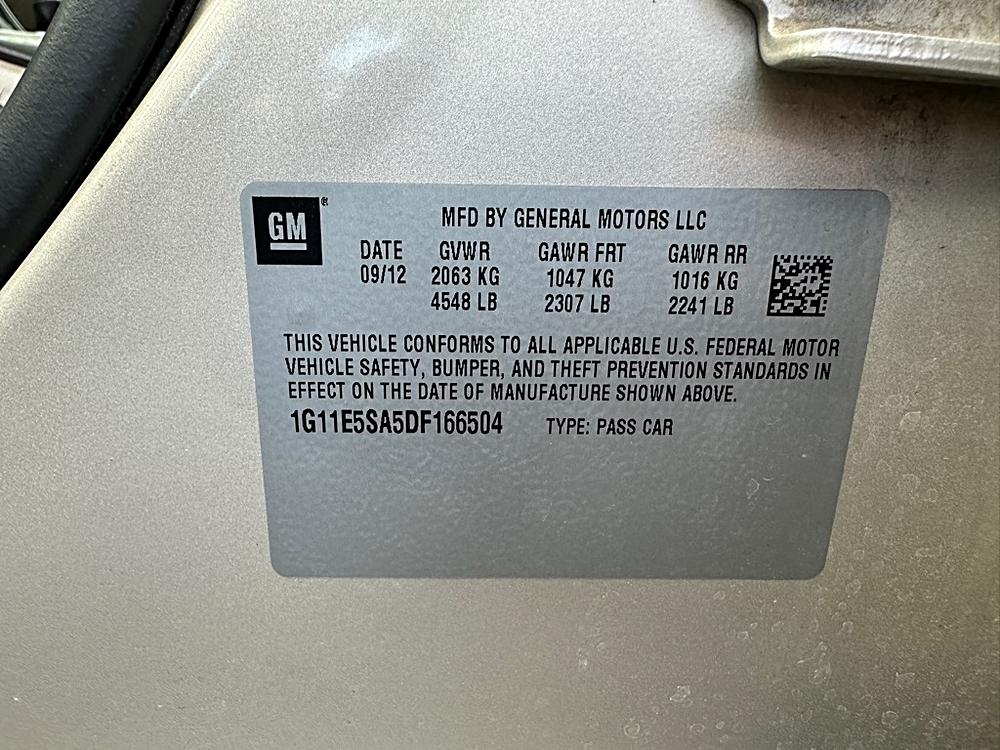 GM®
MFD BY GENERAL MOTORS LLC
DATE GVWR GAWR FRT GAWR RR
09/12 2063 KG 1047 KG 1016 KG
4548 LB 2307 LB 2241 LB
THIS VEHICLE CONFORMS TO ALL APPLICABLE U.S. FEDERAL MOTOR
VEHICLE SAFETY, BUMPER, AND THEFT PREVENTION STANDARDS IN
EFFECT ON THE DATE OF MANUFACTURE SHOWN ABOVE.
1G11E5SA5DF166504 TYPE: PASS CAR